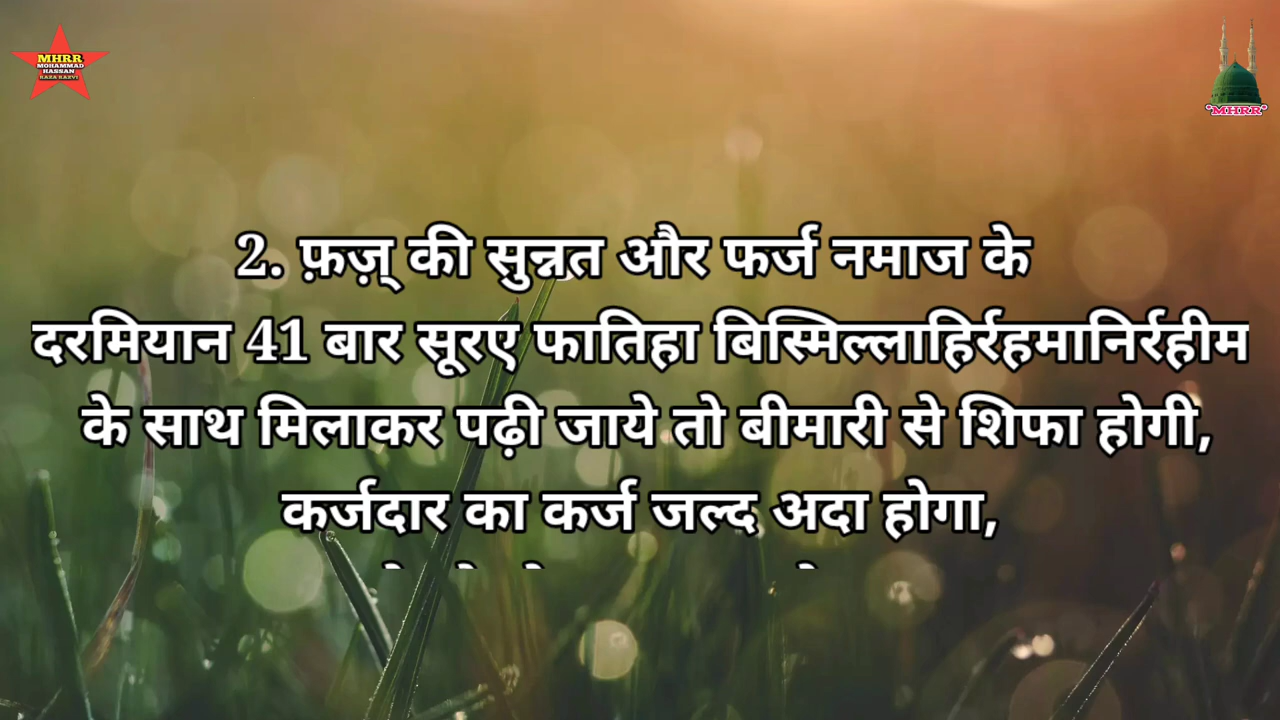 MHRR
MOHAMMAD
HASSAN
RAZA RAZVI
"MHRR"
2. फ़ज़् की सुन्नत और फर्ज नमाज के
दरमियान 41 बार सूरए फातिहा बिस्मिल्लाहिर्रहमानिर्रहीम
के साथ मिलाकर पढ़ी जाये तो बीमारी से शिफा होगी,
कर्जदार का कर्ज जल्द अदा होगा,